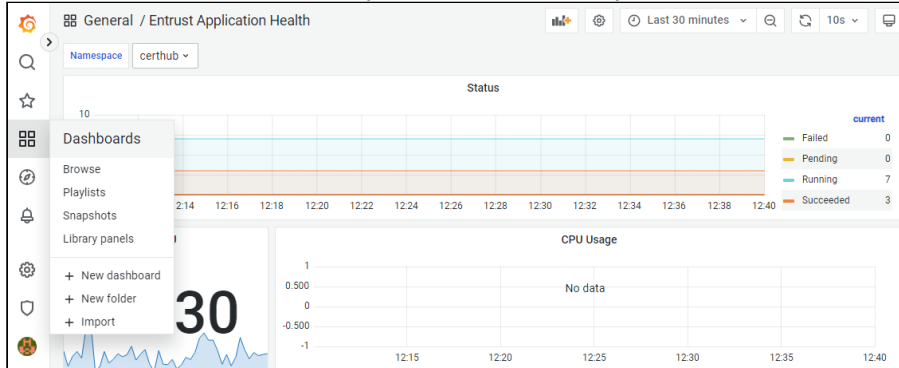 General / Entrust Application Health
Last 30 minutes
10s
Namespace certhub
Status
10
current
Failed 0
Pending 0
Running 7
Succeeded 3
2:14 12:16 12:18 12:20 12:22 12:24 12:26 12:28 12:30 12:32 12:34 12:36 12:38 12:40
Dashboards
Browse
Playlists
Snapshots
Library panels
+ New dashboard
+ New folder
+ Import
30
CPU Usage
1
0.500
0
-0.500
-1
No data
12:15 12:20 12:25 12:30 12:35 12:40